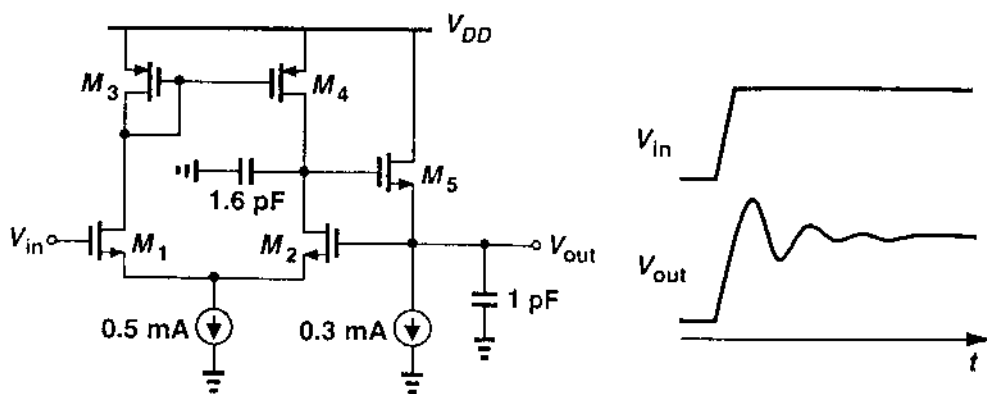 V_DD
M_3
M_4
1.6 pF
M_5
V_in
M_1
M_2
V_out
1 pF
0.5 mA
0.3 mA
V_in
V_out
t